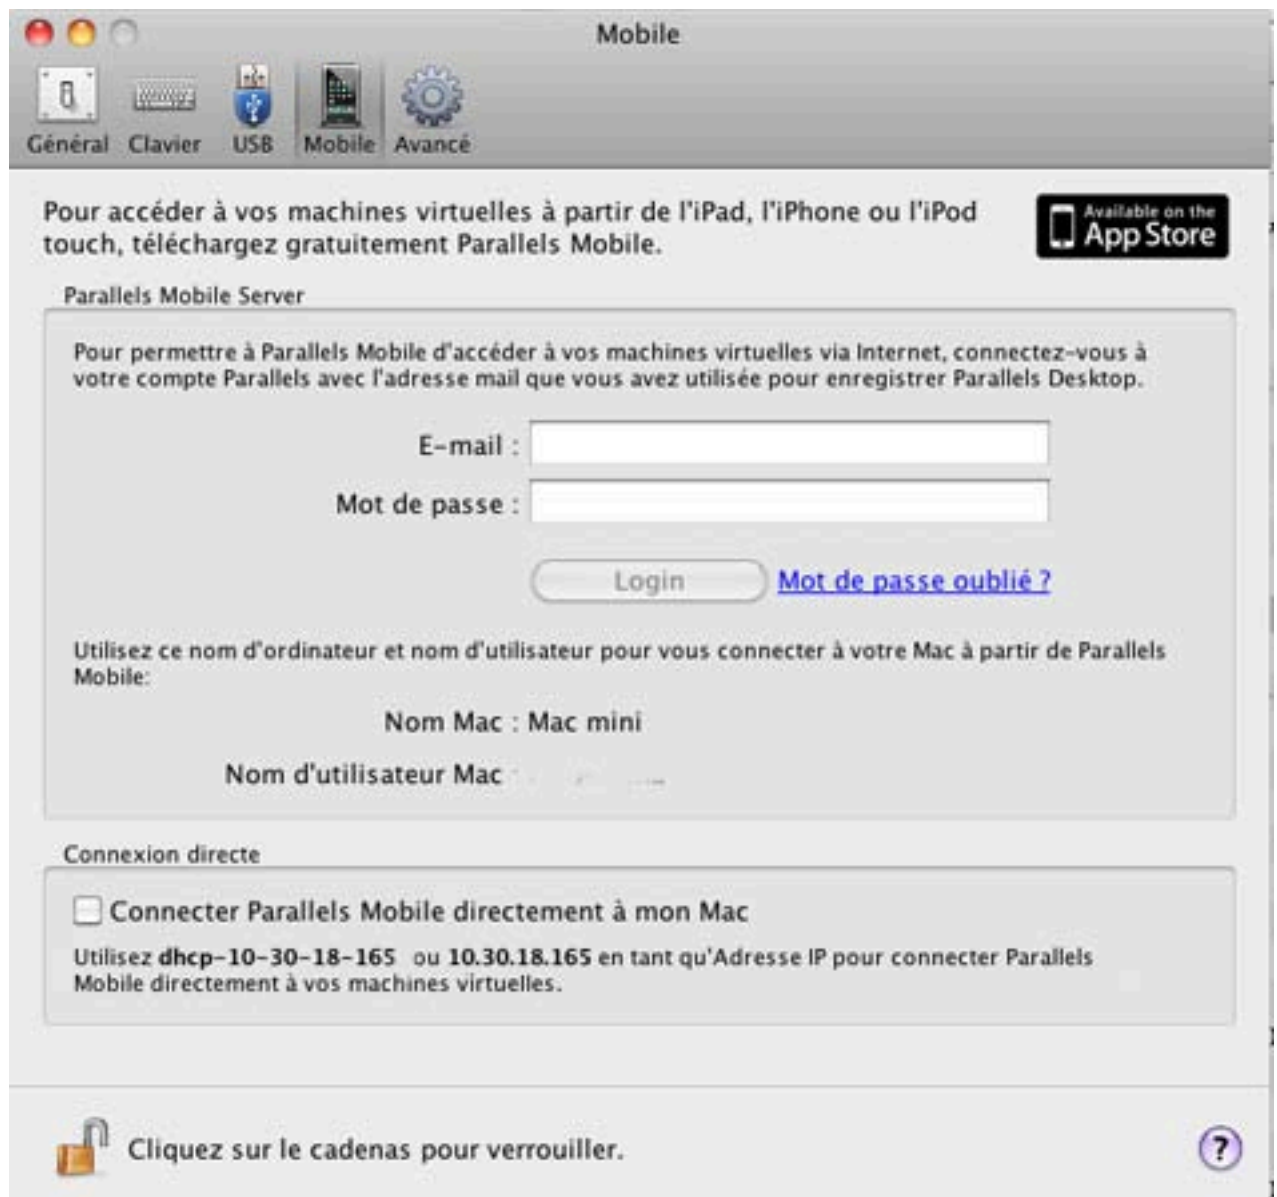 Mobile
Général Clavier USB Mobile Avancé
Pour accéder à vos machines virtuelles à partir de l'iPad, l'iPhone ou l'iPod
touch, téléchargez gratuitement Parallels Mobile.
Available on the
App Store
Parallels Mobile Server
Pour permettre à Parallels Mobile d'accéder à vos machines virtuelles via Internet, connectez-vous à
votre compte Parallels avec l'adresse mail que vous avez utilisée pour enregistrer Parallels Desktop.
E-mail :
Mot de passe :
Login Mot de passe oublié ?
Utilisez ce nom d'ordinateur et nom d'utilisateur pour vous connecter à votre Mac à partir de Parallels
Mobile:
Nom Mac : Mac mini
Nom d'utilisateur Mac
Connexion directe
Connecter Parallels Mobile directement à mon Mac
Utilisez dhcp-10-30-18-165 ou 10.30.18.165 en tant qu'Adresse IP pour connecter Parallels
Mobile directement à vos machines virtuelles.
Cliquez sur le cadenas pour verrouiller.
?